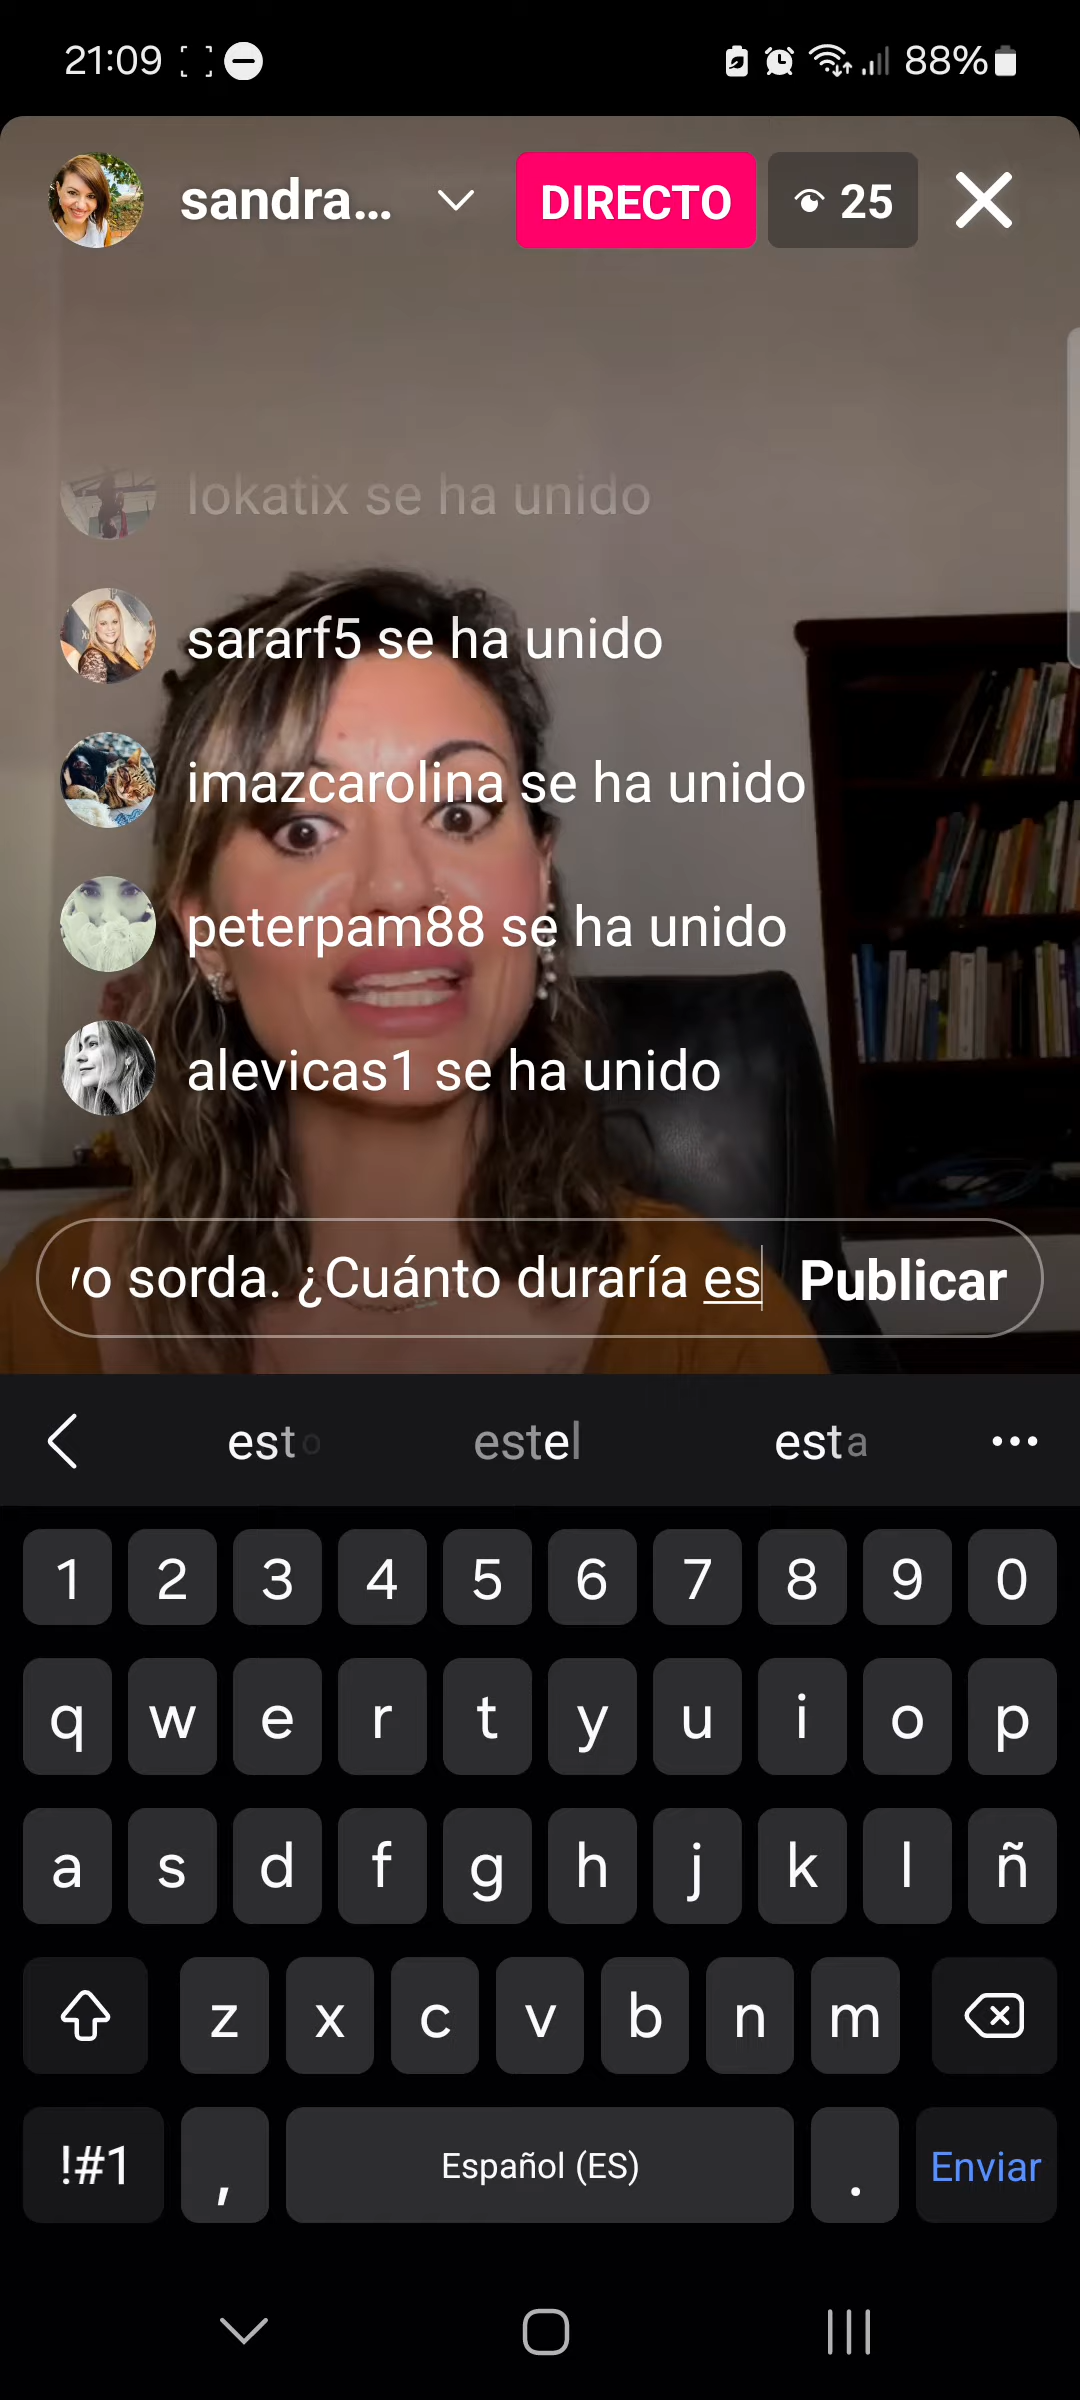 21:09 88%
sandra... DIRECTO 25
lokatix se ha unido
sararf5 se ha unido
imazcarolina se ha unido
peterpam88 se ha unido
alevicas1 se ha unido
yo sorda. ¿Cuánto duraría es Publicar
esto estel esta
1 2 3 4 5 6 7 8 9 0
q w e r t y u i o p
a s d f g h j k l ñ
z x c v b n m
!#1 , Español (ES) . Enviar